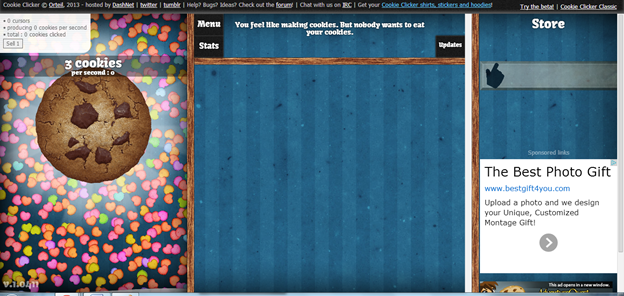 Cookie Clicker © Orteil, 2013 - hosted by DashNet | twitter | tumblr | Help? Bugs? Ideas? Check out the forum! | Chat with us on IRC | Get your Cookie Clicker shirts, stickers and hoodies!
Try the beta! | Cookie Clicker Classic
• 0 cursors
• producing 0 cookies per second
• total : 0 cookies clicked
Sell 1
3 cookies
per second : 0
v.1.0411
Menu
Stats
You feel like making cookies. But nobody wants to eat
your cookies.
Updates
Store
Sponsored links
The Best Photo Gift
www.bestgift4you.com
Upload a photo and we design
your Unique, Customized
Montage Gift!
This ad opens in a new window.